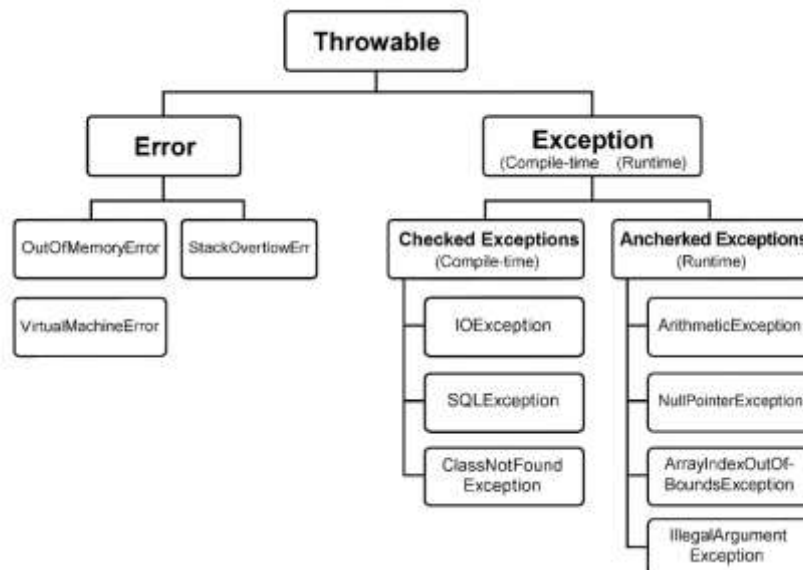 Throwable
Error
Exception
(Compile-time (Runtime)
OutOfMemoryError
StackOvertlowErr
VirtualMachineError
Checked Exceptions
(Compile-time)
Ancherked Exceptions
(Runtime)
IOException
SQLException
ClassNotFound
Exception
ArithmeticException
NullPointerException
ArrayIndexOutOf-
BoundsException
IllegalArgument
Exception